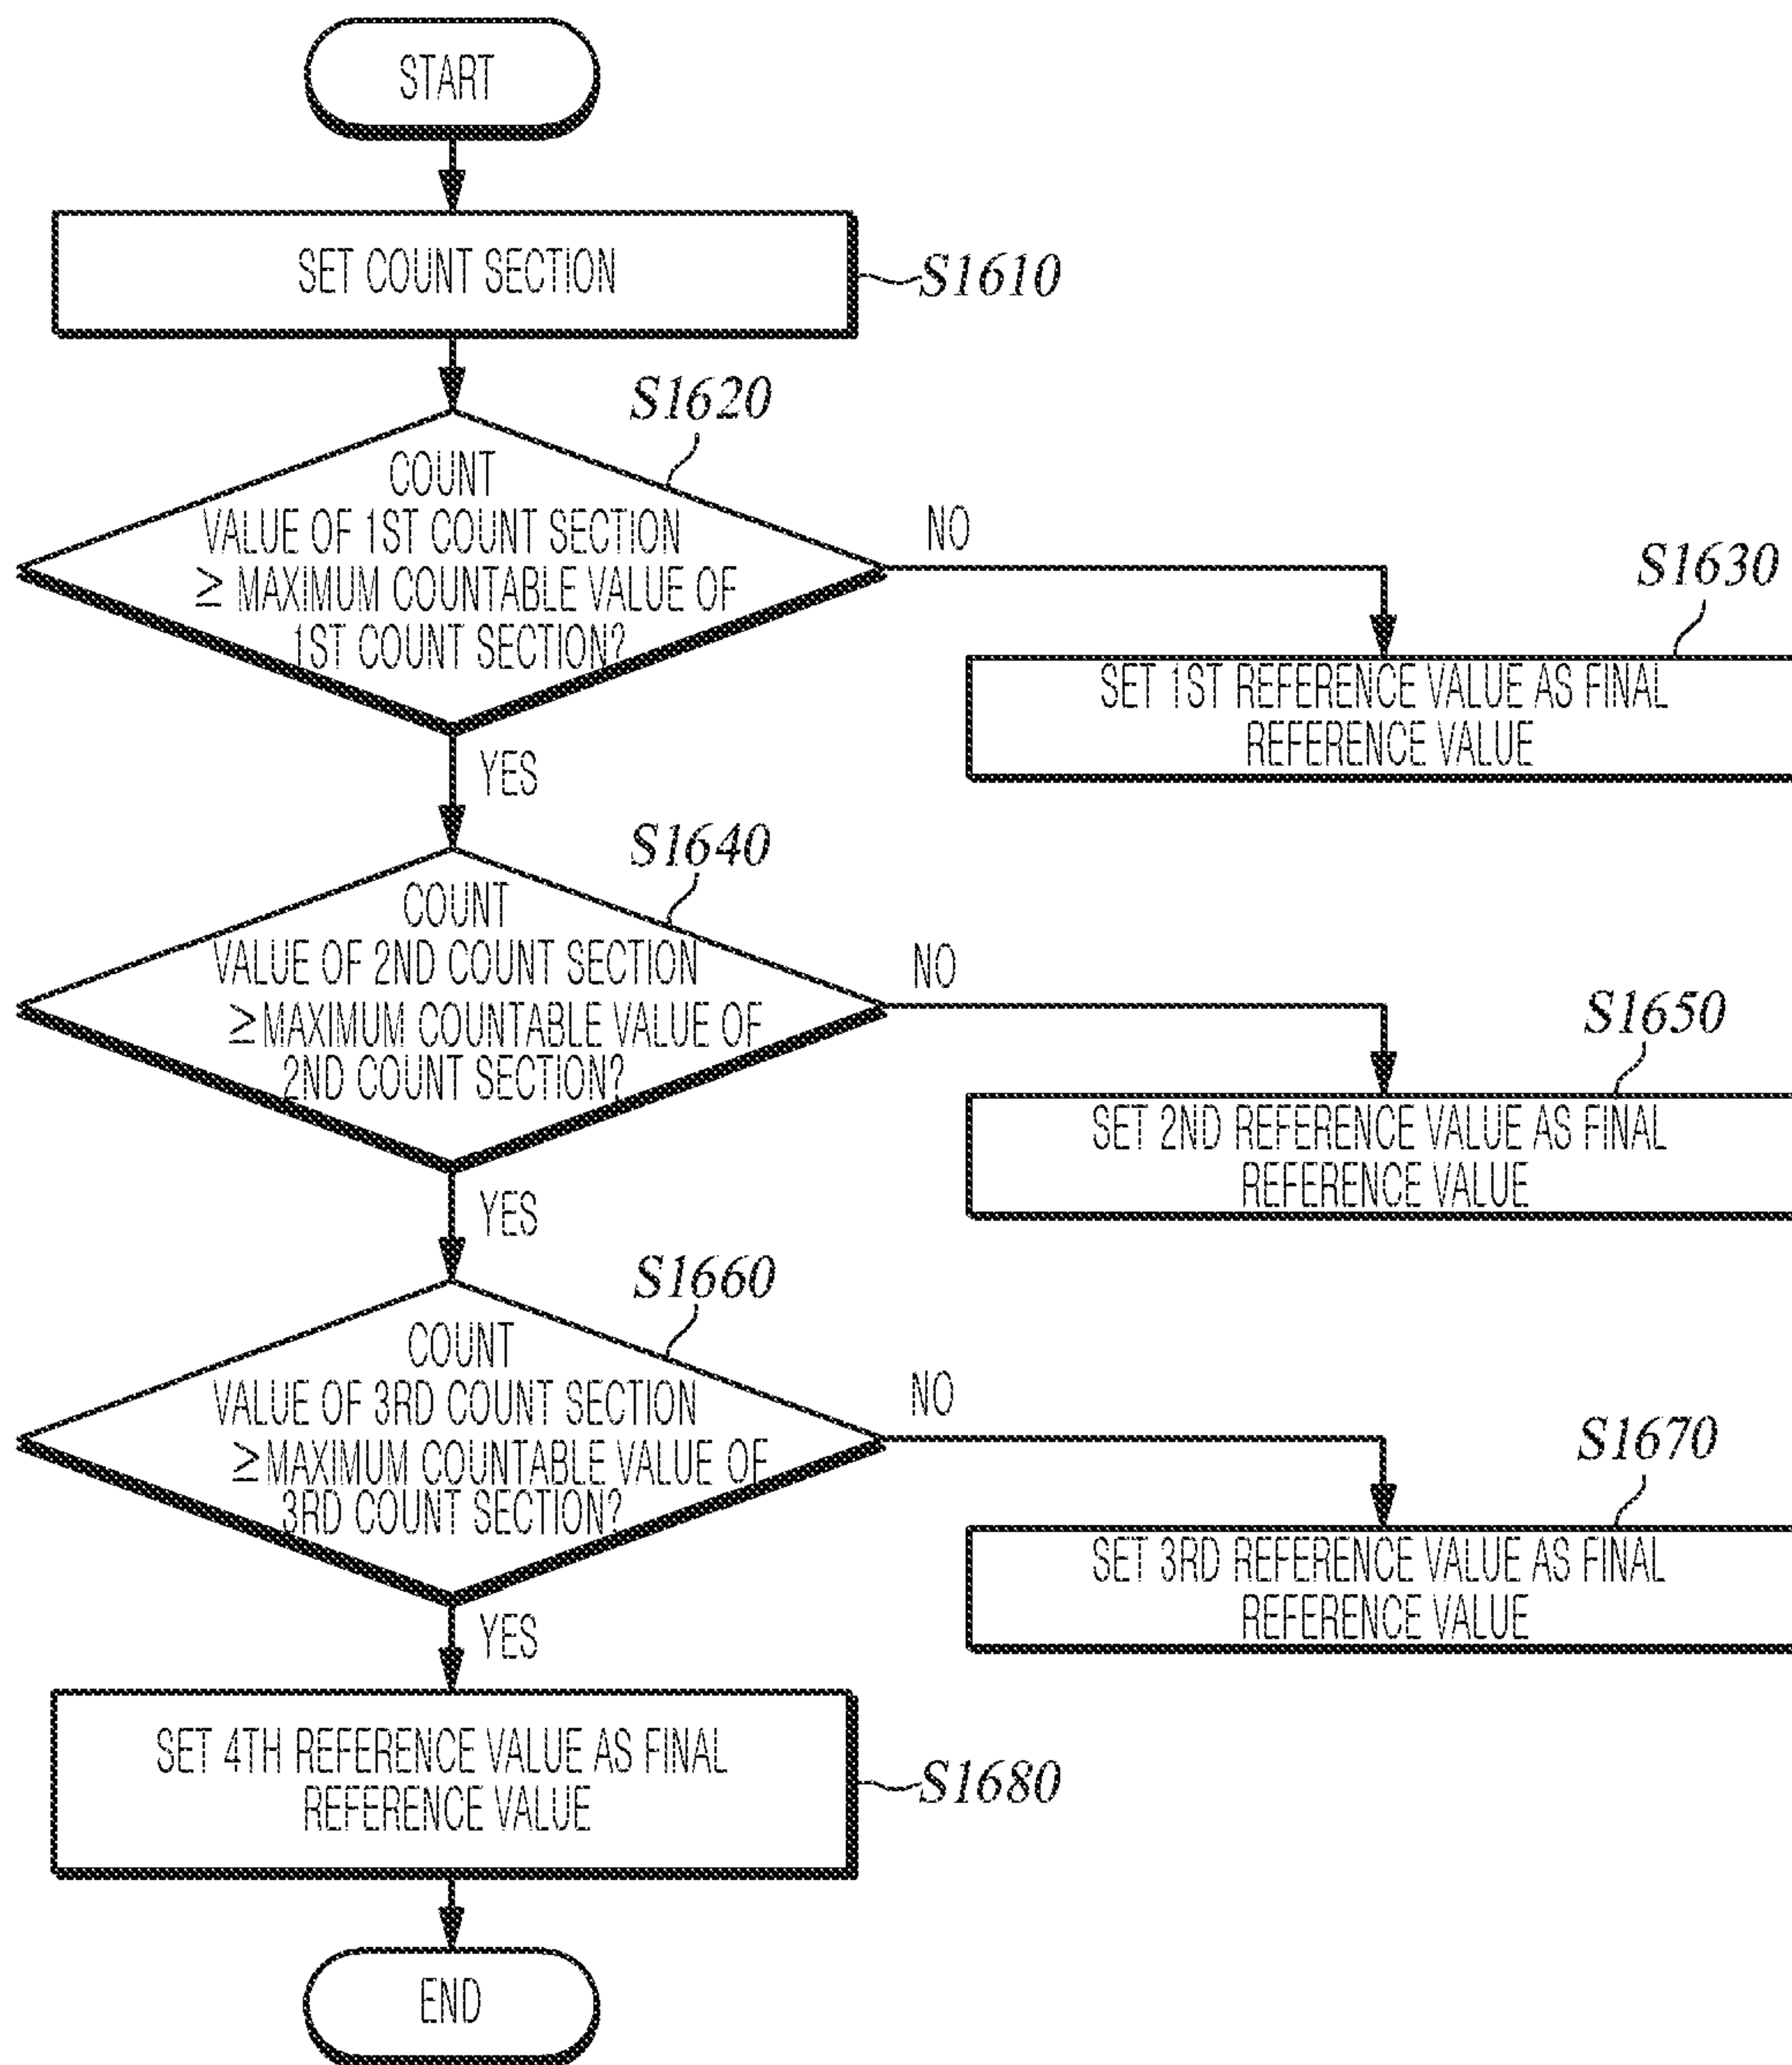 START
SET COUNT SECTION
S1610
S1620
COUNT
VALUE OF 1ST COUNT SECTION
≥ MAXIMUM COUNTABLE VALUE OF
1ST COUNT SECTION?
NO
S1630
SET 1ST REFERENCE VALUE AS FINAL
REFERENCE VALUE
YES
S1640
COUNT
VALUE OF 2ND COUNT SECTION
≥MAXIMUM COUNTABLE VALUE OF
2ND COUNT SECTION?
NO
S1650
SET 2ND REFERENCE VALUE AS FINAL
REFERENCE VALUE
YES
S1660
COUNT
VALUE OF 3RD COUNT SECTION
≥MAXIMUM COUNTABLE VALUE OF
3RD COUNT SECTION?
NO
S1670
SET 3RD REFERENCE VALUE AS FINAL
REFERENCE VALUE
YES
SET 4TH REFERENCE VALUE AS FINAL
REFERENCE VALUE
S1680
END